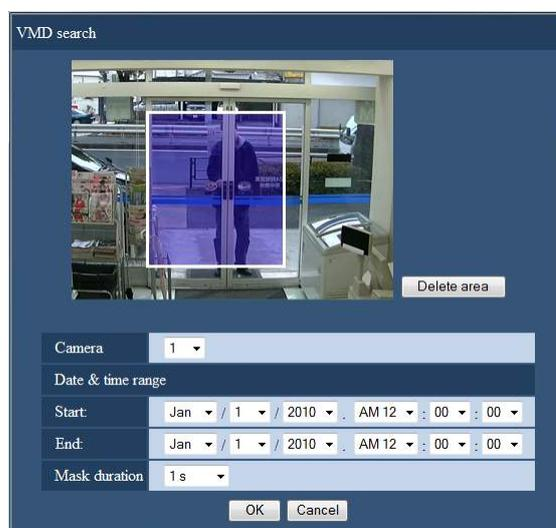 VMD search
Delete area
Camera 1
Date & time range
Start: Jan / 1 / 2010 . AM 12 : 00 : 00
End: Jan / 1 / 2010 . AM 12 : 00 : 00
Mask duration 1 s
OK Cancel